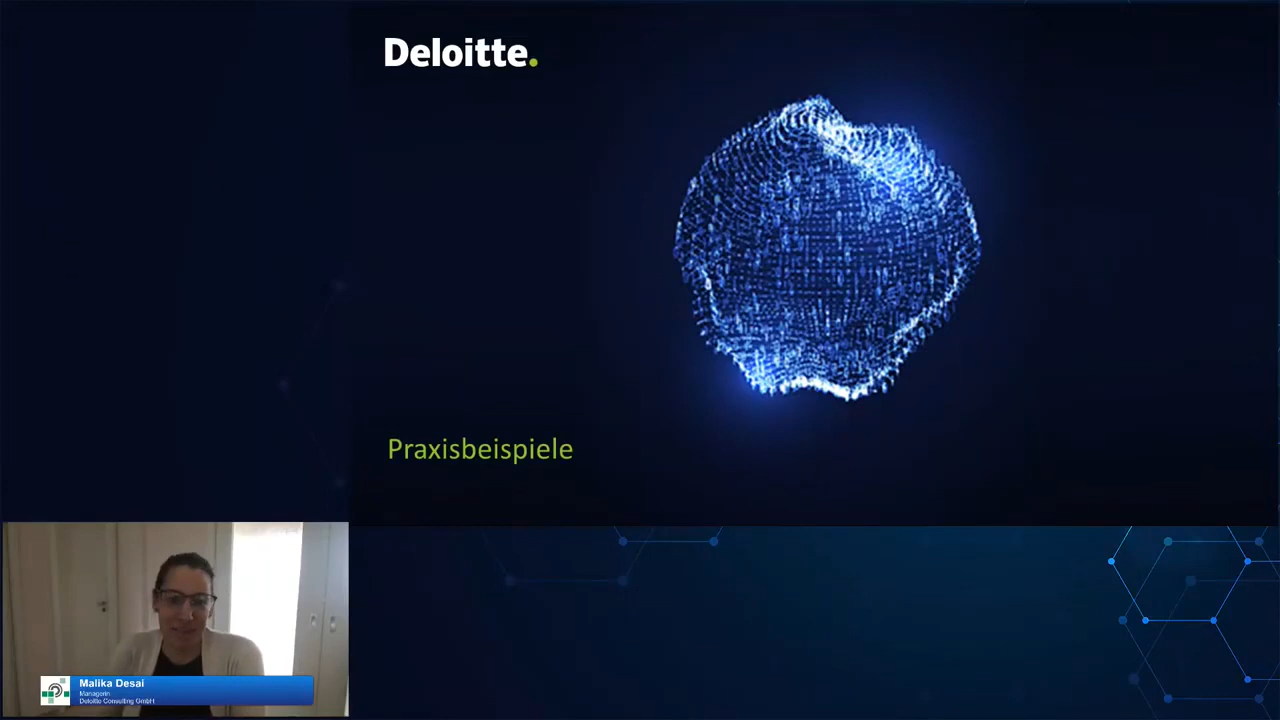 Deloitte.
Praxisbeispiele
Malika Desai
Managerin
Deloitte Consulting GmbH